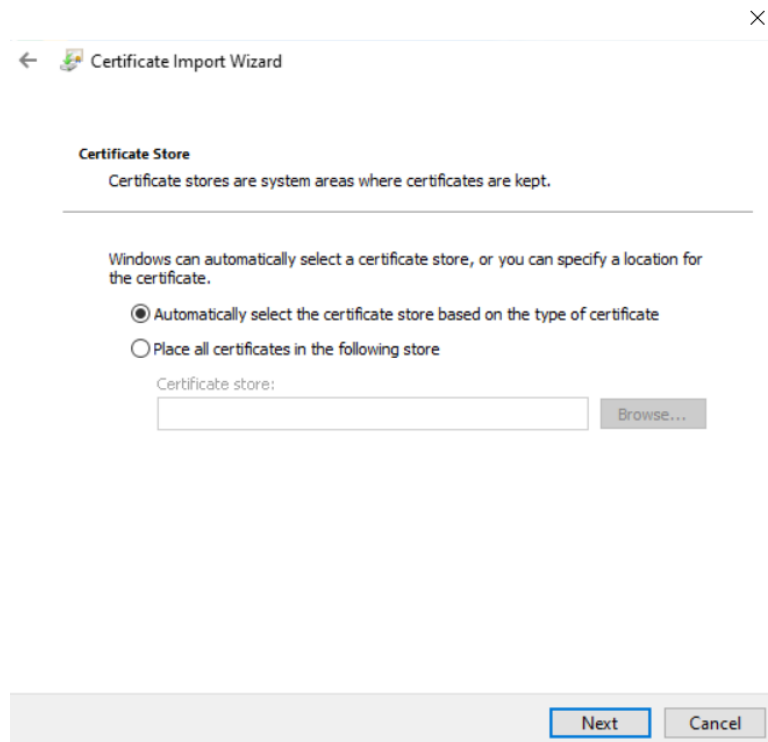 Certificate Import Wizard
Certificate Store
Certificate stores are system areas where certificates are kept.
Windows can automatically select a certificate store, or you can specify a location for
the certificate.
Automatically select the certificate store based on the type of certificate
Place all certificates in the following store
Certificate store:
Browse...
Next
Cancel